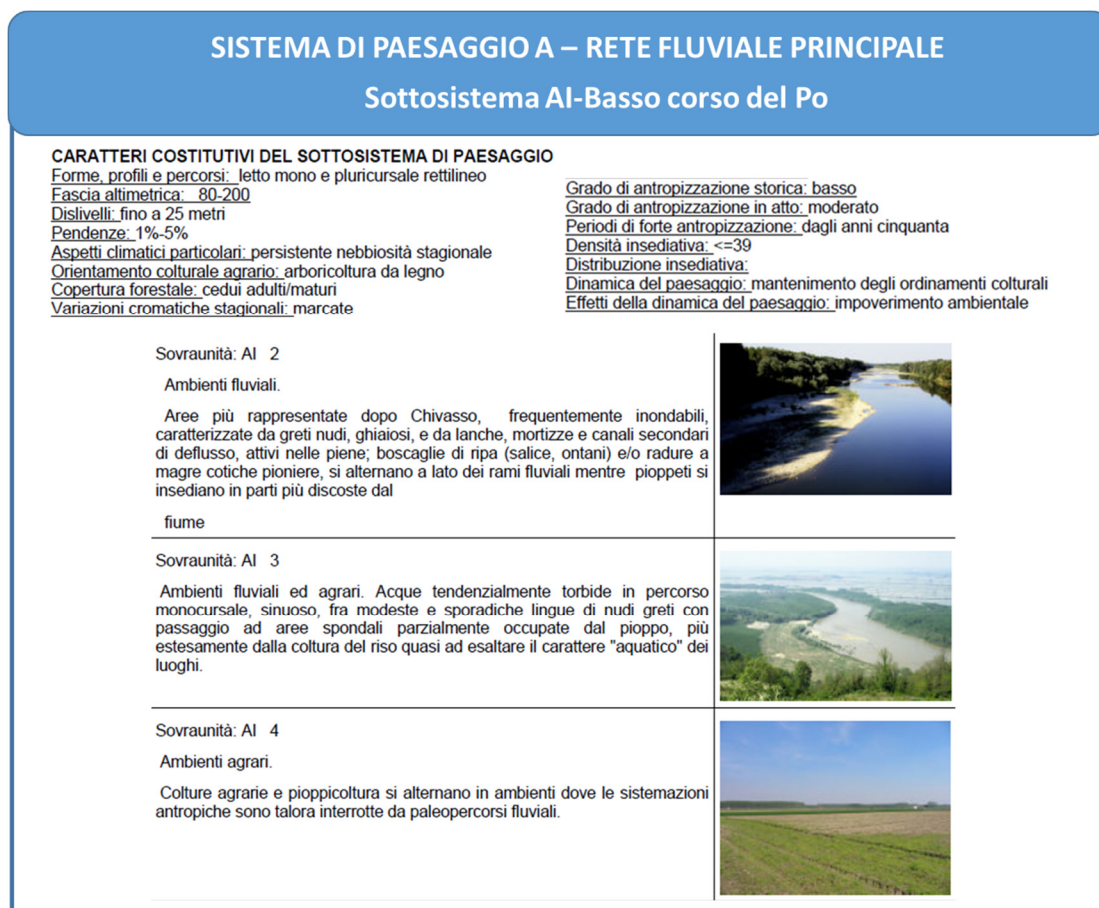 SISTEMA DI PAESAGGIO A – RETE FLUVIALE PRINCIPALE
Sottosistema AI-Basso corso del Po
CARATTERI COSTITUTIVI DEL SOTTOSISTEMA DI PAESAGGIO
Forme, profili e percorsi: letto mono e pluricursale rettilineo
Fascia altimetrica: 80-200
Dislivelli: fino a 25 metri
Pendenze: 1%-5%
Aspetti climatici particolari: persistente nebbiosità stagionale
Orientamento colturale agrario: arboricoltura da legno
Copertura forestale: cedui adulti/maturi
Variazioni cromatiche stagionali: marcate
Grado di antropizzazione storica: basso
Grado di antropizzazione in atto: moderato
Periodi di forte antropizzazione: dagli anni cinquanta
Densità insediativa: <=39
Distribuzione insediativa:
Dinamica del paesaggio: mantenimento degli ordinamenti colturali
Effetti della dinamica del paesaggio: impoverimento ambientale
Sovraunità: AI 2
Ambienti fluviali.
Aree più rappresentate dopo Chivasso, frequentemente inondabili,
caratterizzate da greti nudi, ghiaiosi, e da lanche, mortizze e canali secondari
di deflusso, attivi nelle piene; boscaglie di ripa (salice, ontani) e/o radure a
magre cotiche pioniere, si alternano a lato dei rami fluviali mentre pioppeti si
insediano in parti più discoste dal
fiume
Sovraunità: AI 3
Ambienti fluviali ed agrari. Acque tendenzialmente torbide in percorso
monocursale, sinuoso, fra modeste e sporadiche lingue di nudi greti con
passaggio ad aree spondali parzialmente occupate dal pioppo, più
estesamente dalla coltura del riso quasi ad esaltare il carattere "aquatico" dei
luoghi.
Sovraunità: AI 4
Ambienti agrari.
Colture agrarie e pioppicoltura si alternano in ambienti dove le sistemazioni
antropiche sono talora interrotte da paleopercorsi fluviali.